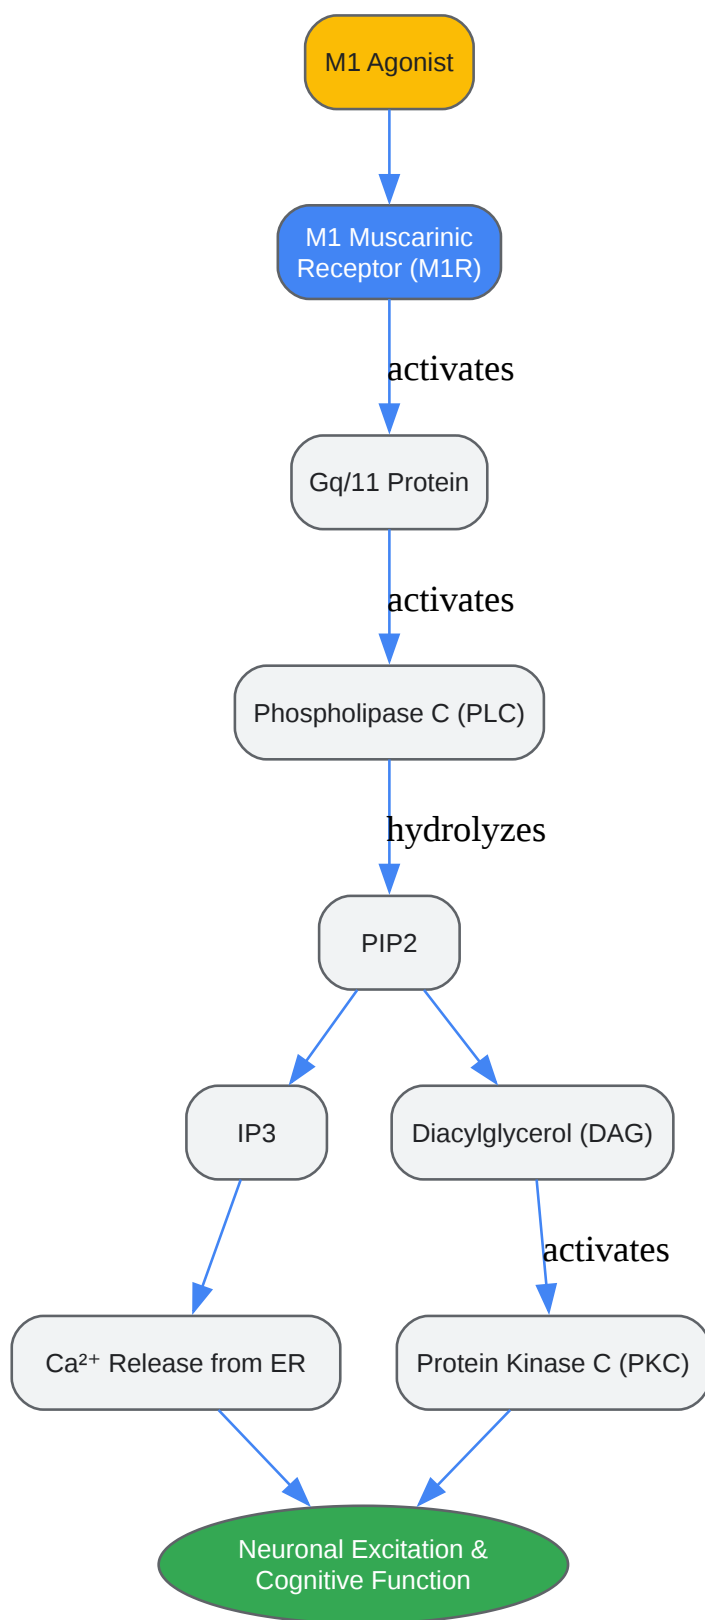 M1 Agonist
M1 Muscarinic
Receptor (M1R)
activates
Gq/11 Protein
activates
Phospholipase C (PLC)
hydrolyzes
PIP2
IP3
Diacylglycerol (DAG)
activates
Ca²⁺ Release from ER
Protein Kinase C (PKC)
Neuronal Excitation &
Cognitive Function